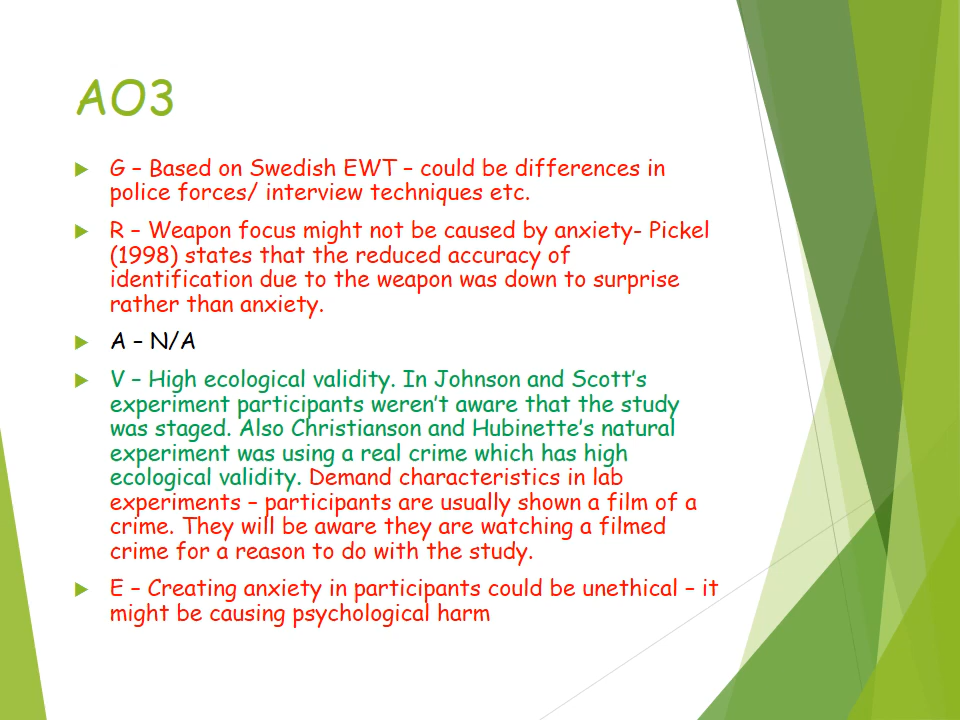 AO3
G – Based on Swedish EWT – could be differences in
police forces/ interview techniques etc.
R – Weapon focus might not be caused by anxiety- Pickel
(1998) states that the reduced accuracy of
identification due to the weapon was down to surprise
rather than anxiety.
A – N/A
V – High ecological validity. In Johnson and Scott's
experiment participants weren't aware that the study
was staged. Also Christianson and Hubinette's natural
experiment was using a real crime which has high
ecological validity. Demand characteristics in lab
experiments – participants are usually shown a film of a
crime. They will be aware they are watching a filmed
crime for a reason to do with the study.
E – Creating anxiety in participants could be unethical – it
might be causing psychological harm